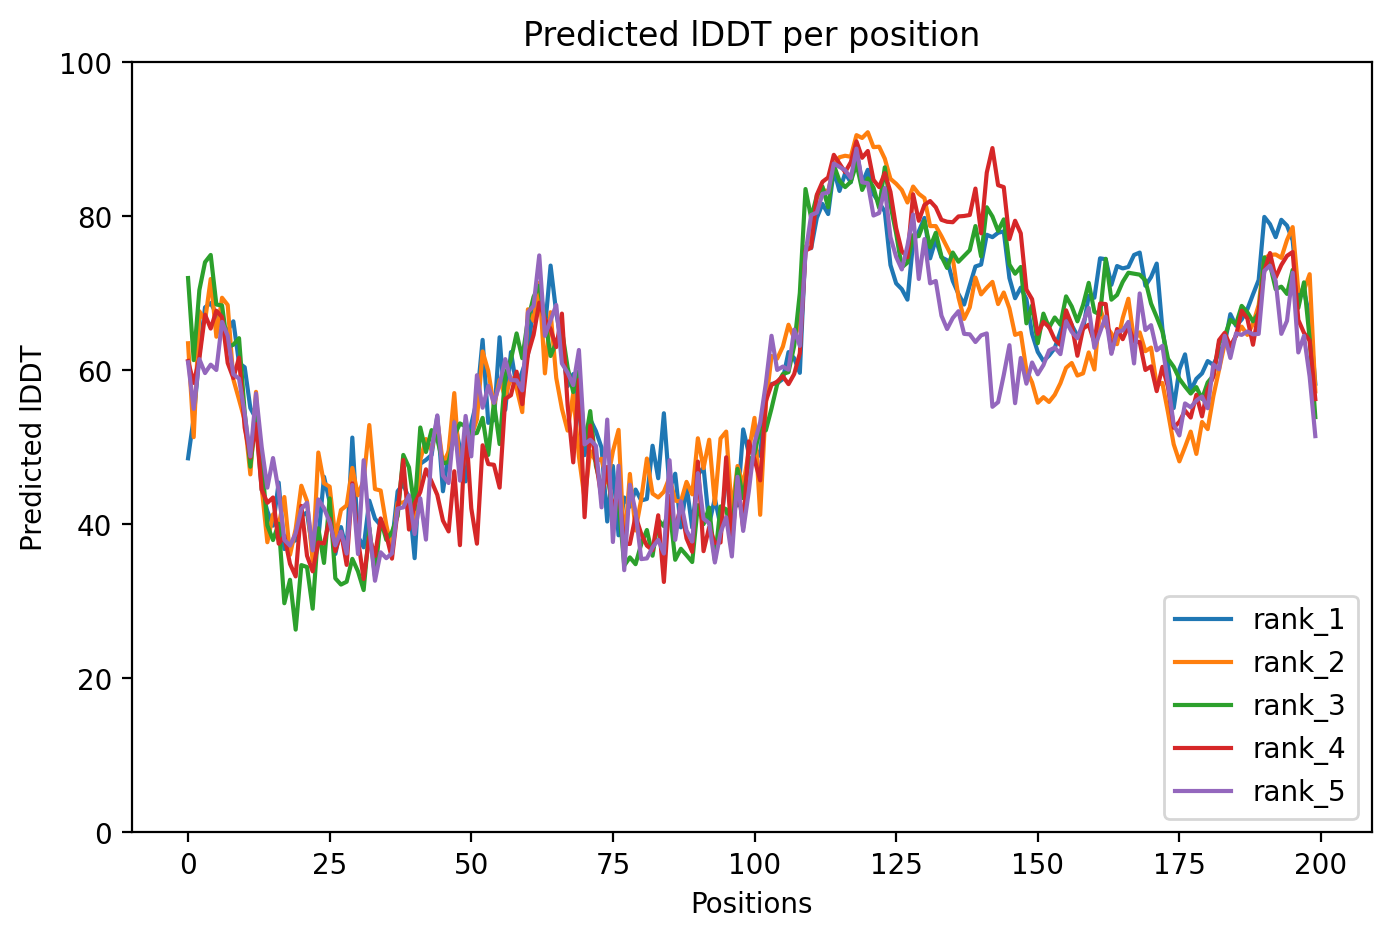 Predicted lDDT per position
Predicted lDDT
100
80
60
40
20
0
0 25 50 75 100 125 150 175 200
Positions
rank_1
rank_2
rank_3
rank_4
rank_5